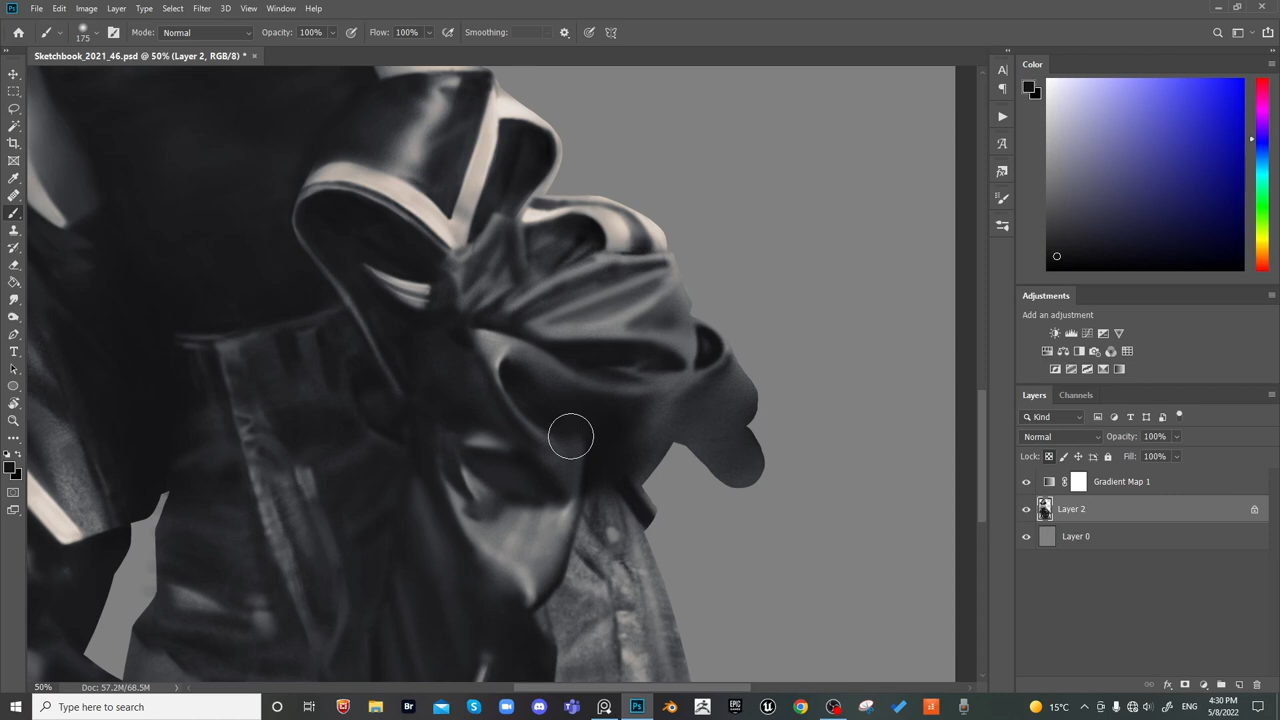 Ps File Edit Image Layer Type Select Filter 3D View Window Help
175 Mode: Normal Opacity: 100% Flow: 100% Smoothing:
Sketchbook_2021_46.psd @ 50% (Layer 2, RGB/8) *
Color
Adjustments
Add an adjustment
Layers Channels
Kind
Normal Opacity: 100%
Lock: Fill: 100%
Gradient Map 1
Layer 2
Layer 0
50% Doc: 57.2M/68.5M
Type here to search
Br
Ps
15°C ENG 4:30 PM
5/8/2022